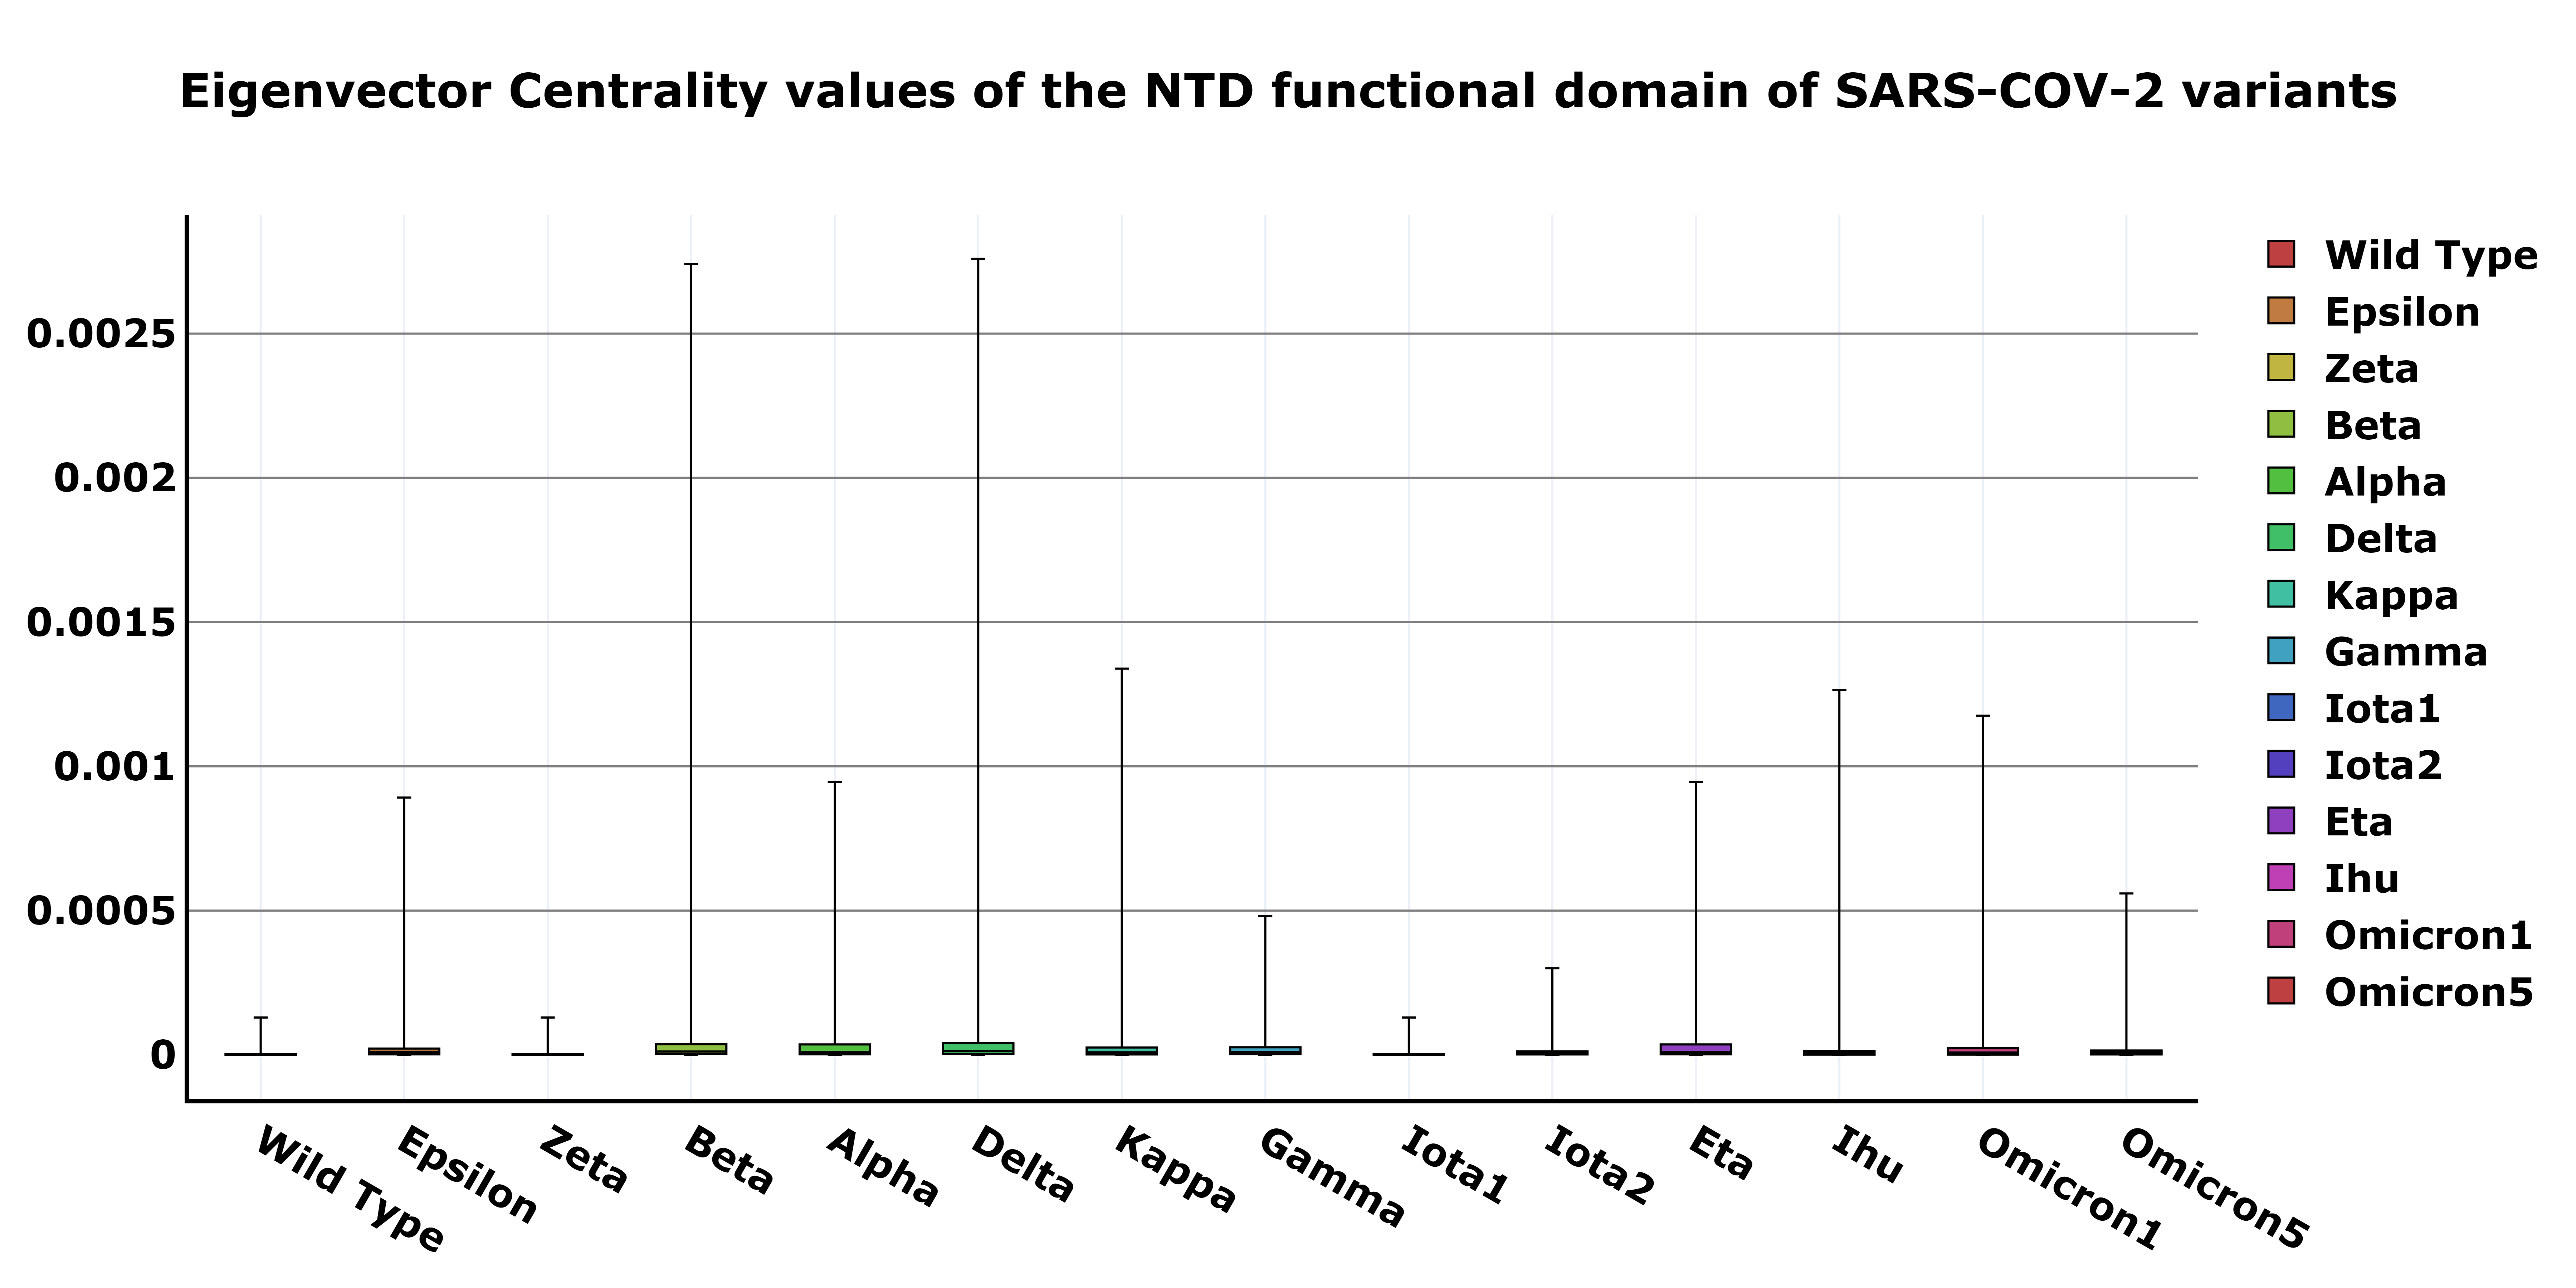 Eigenvector Centrality values of the NTD functional domain of SARS-COV-2 variants
0.0025
0.002
0.0015
0.001
0.0005
0
Wild Type
Epsilon
Zeta
Beta
Alpha
Delta
Kappa
Gamma
Iota1
Iota2
Eta
Ihu
Omicron1
Omicron5
Wild Type
Epsilon
Zeta
Beta
Alpha
Delta
Kappa
Gamma
Iota1
Iota2
Eta
Ihu
Omicron1
Omicron5